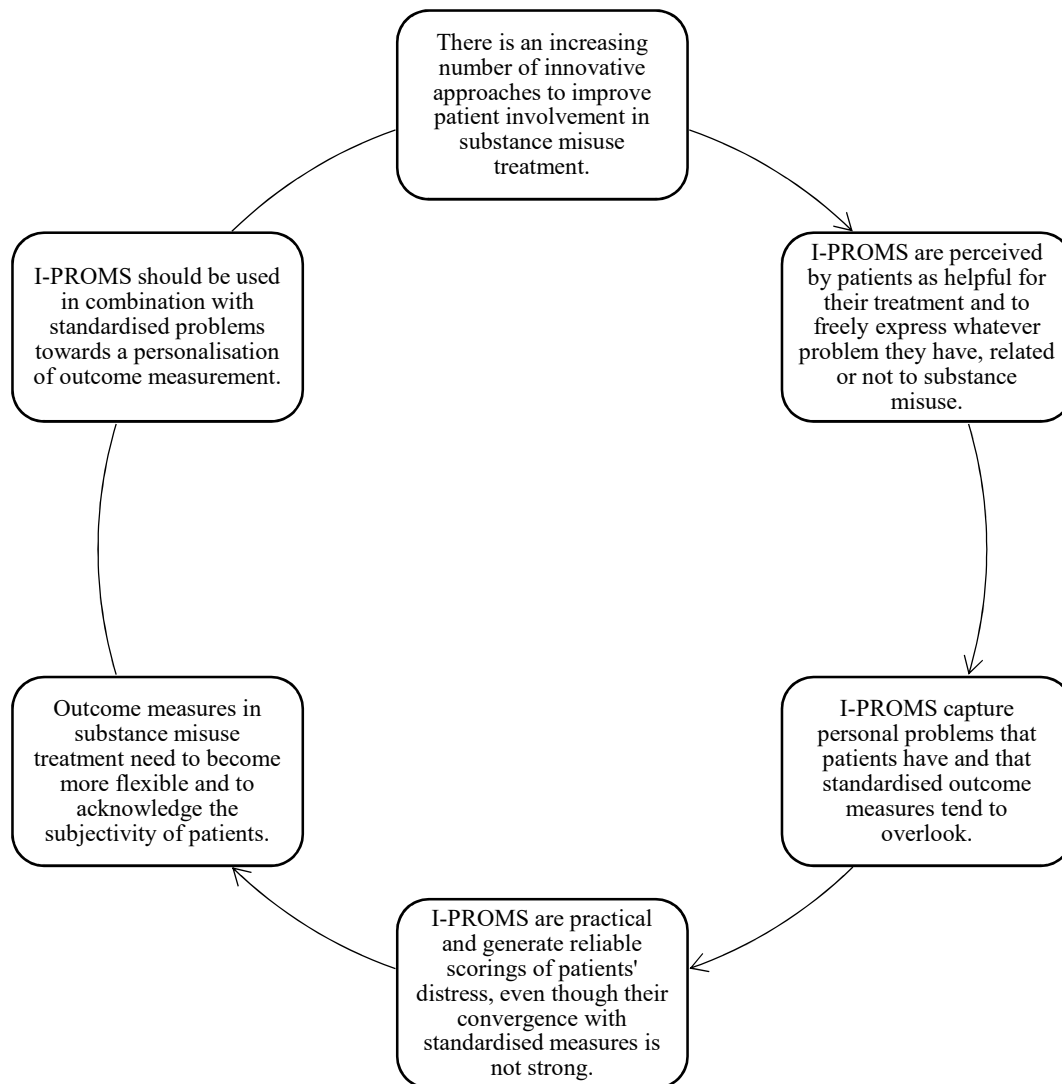 There is an increasing
number of innovative
approaches to improve
patient involvement in
substance misuse
treatment.
I-PROMS are perceived
by patients as helpful for
their treatment and to
freely express whatever
problem they have, related
or not to substance
misuse.
I-PROMS capture
personal problems that
patients have and that
standardised outcome
measures tend to
overlook.
I-PROMS are practical
and generate reliable
scorings of patients'
distress, even though their
convergence with
standardised measures is
not strong.
Outcome measures in
substance misuse
treatment need to become
more flexible and to
acknowledge the
subjectivity of patients.
I-PROMS should be used
in combination with
standardised problems
towards a personalisation
of outcome measurement.